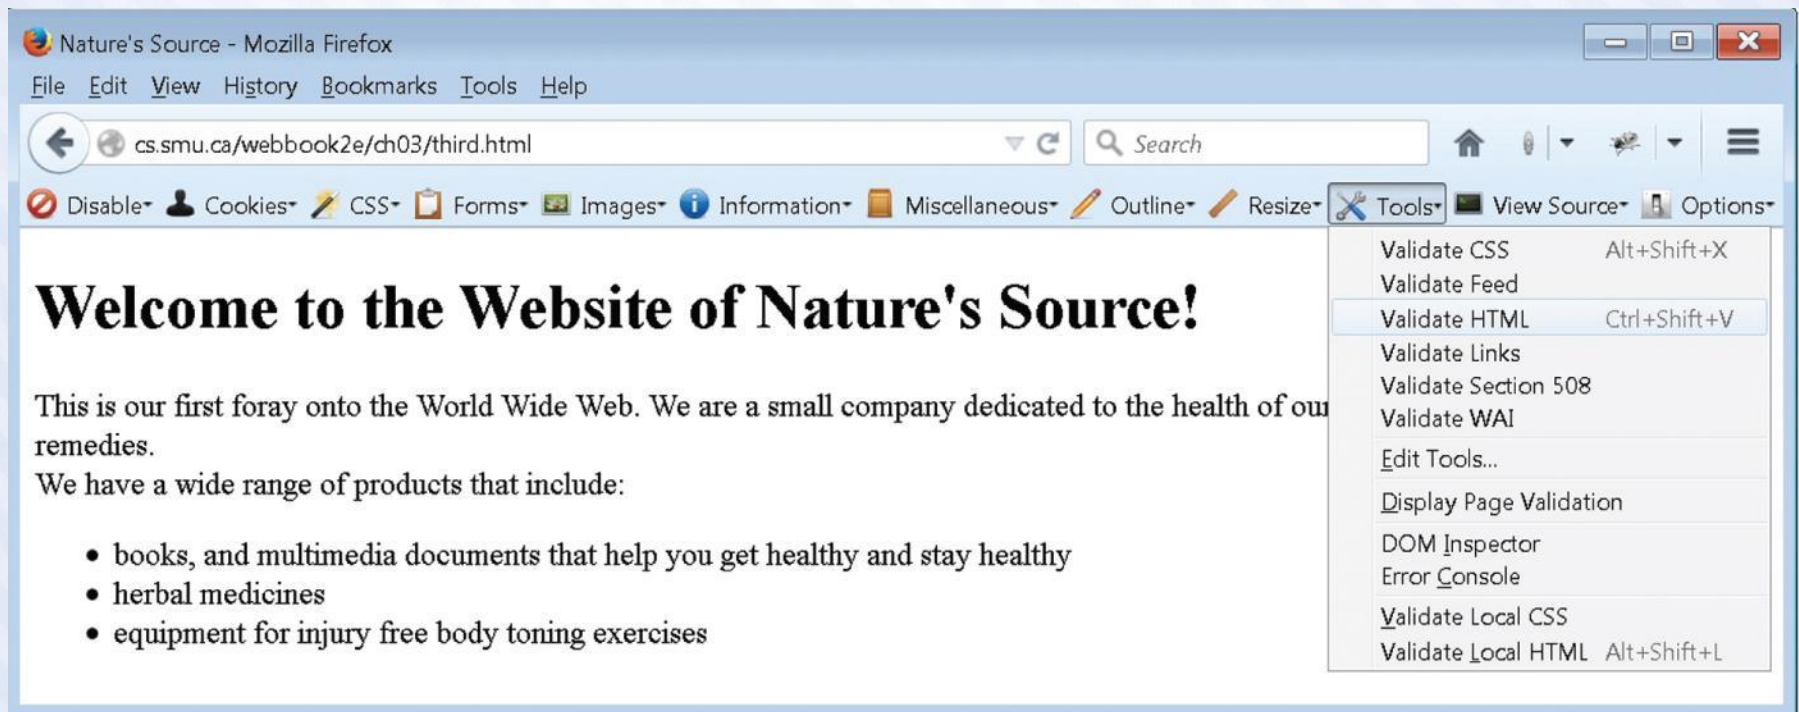 Nature's Source - Mozilla Firefox
File Edit View History Bookmarks Tools Help
cs.smu.ca/webbook2e/ch03/third.html Search
Disable Cookies CSS Forms Images Information Miscellaneous Outline Resize Tools View Source Options
Validate CSS Alt+Shift+X
Validate Feed
Validate HTML Ctrl+Shift+V
Validate Links
Validate Section 508
Validate WAI
Edit Tools...
Display Page Validation
DOM Inspector
Error Console
Validate Local CSS
Validate Local HTML Alt+Shift+L
Welcome to the Website of Nature's Source!
This is our first foray onto the World Wide Web. We are a small company dedicated to the health of our
remedies.
We have a wide range of products that include:
• books, and multimedia documents that help you get healthy and stay healthy
• herbal medicines
• equipment for injury free body toning exercises